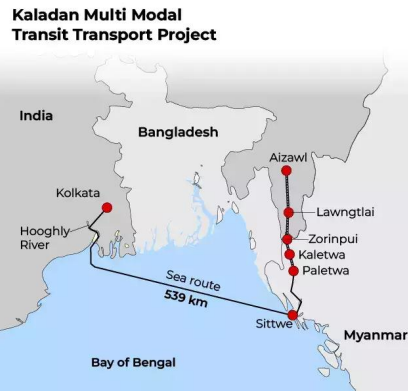 Kaladan Multi Modal
Transit Transport Project
India
Bangladesh
Aizawl
Kolkata
Lawngtlai
Hooghly
River
Zorinpui
Kaletwa
Paletwa
Sea route
539 km
Sittwe
Myanmar
Bay of Bengal